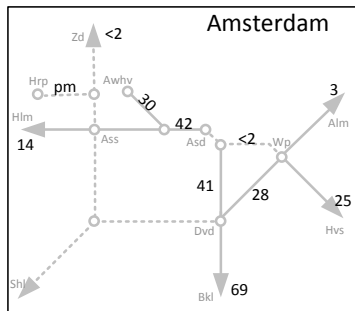 Amsterdam
Zd
<2
Hrp
pm
Awhv
30
3
Hlm
42
<2
Alm
14
Ass
Asd
Wp
41
28
25
Dvd
Hvs
Shl
Bkl
69